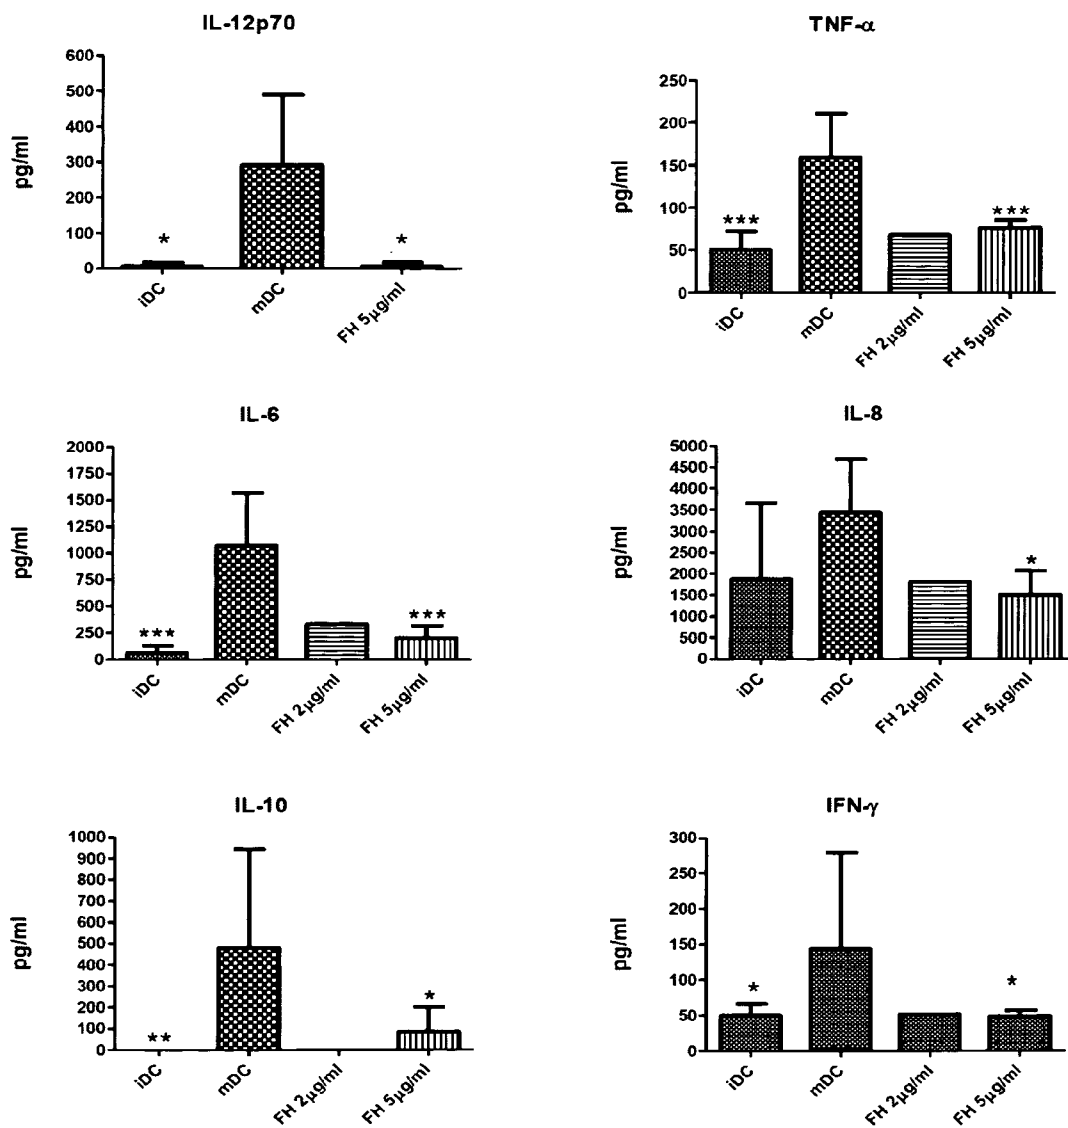 IL-12p70
pg/ml
600
500
400
300
200
100
0
*
*
iDC
mDC
FH 5µg/ml
TNF-α
pg/ml
250
200
150
100
50
0
***
***
iDC
mDC
FH 2µg/ml
FH 5µg/ml
IL-6
pg/ml
2000
1750
1500
1250
1000
750
500
250
0
***
***
iDC
mDC
FH 2µg/ml
FH 5µg/ml
IL-8
pg/ml
5000
4500
4000
3500
3000
2500
2000
1500
1000
500
0
*
iDC
mDC
FH 2µg/ml
FH 5µg/ml
IL-10
pg/ml
1000
900
800
700
600
500
400
300
200
100
0
**
*
iDC
mDC
FH 2µg/ml
FH 5µg/ml
IFN-γ
pg/ml
300
250
200
150
100
50
0
*
*
iDC
mDC
FH 2µg/ml
FH 5µg/ml